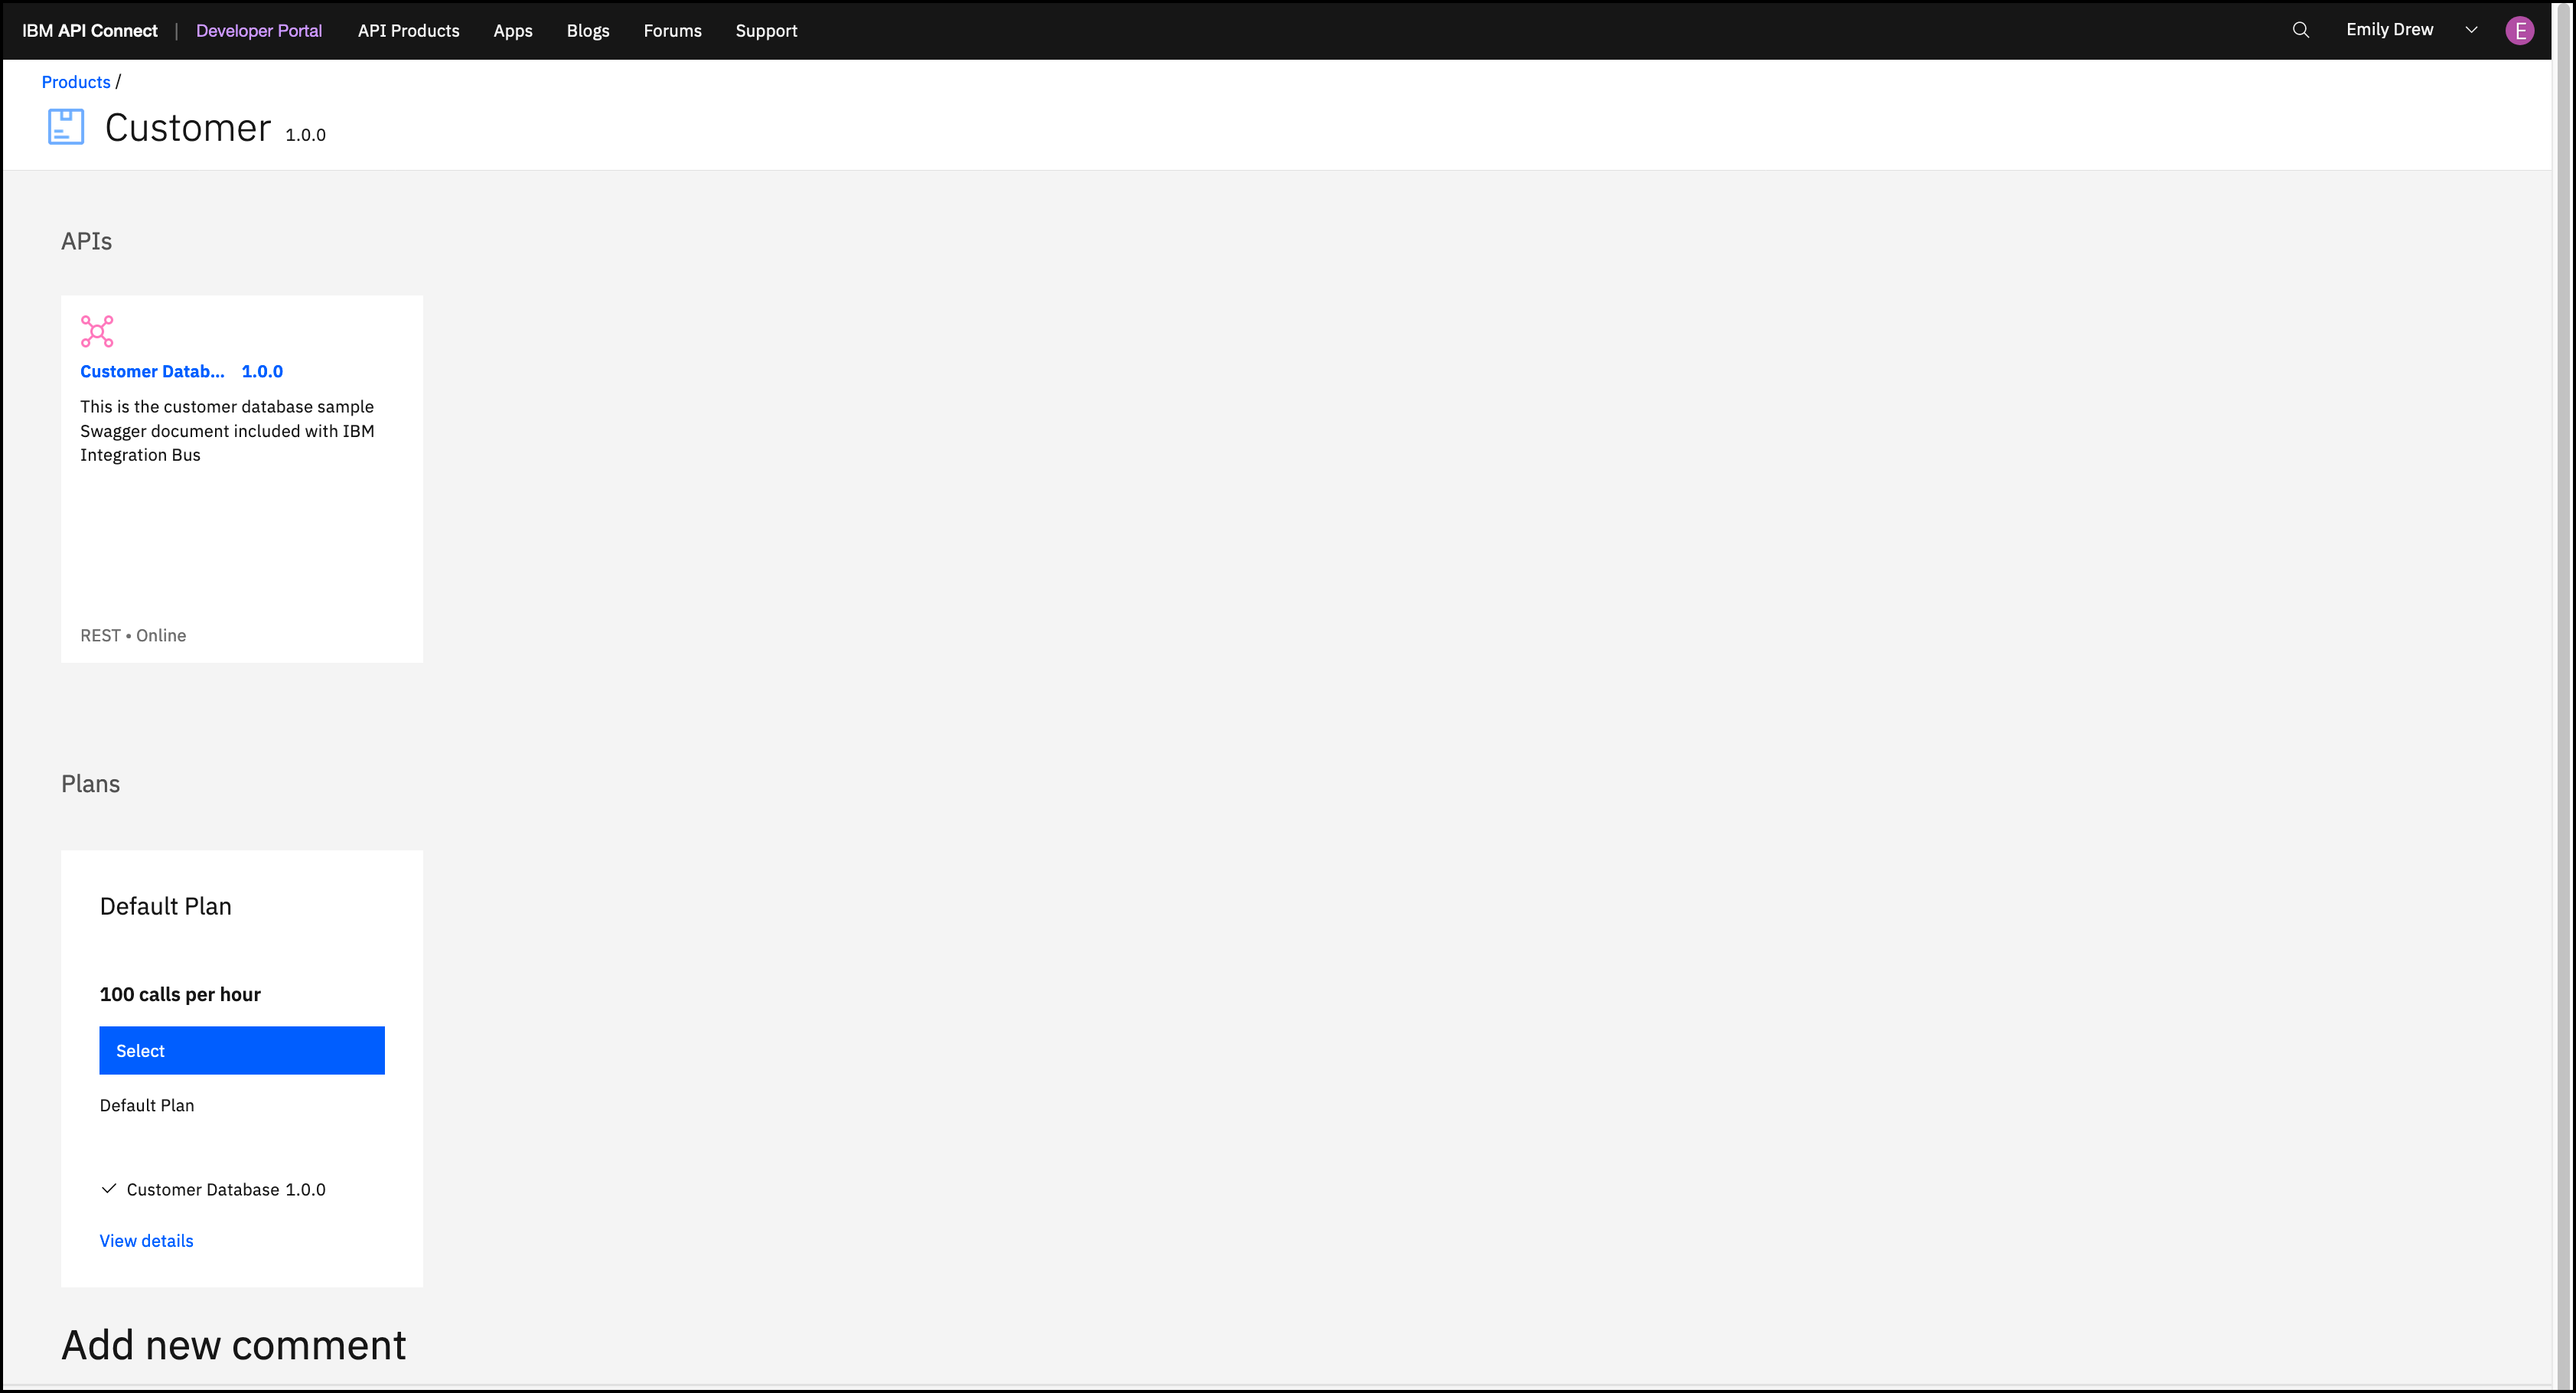 IBM API Connect | Developer Portal API Products Apps Blogs Forums Support Emily Drew E
Products /
Customer 1.0.0
APIs
Customer Datab... 1.0.0
This is the customer database sample
Swagger document included with IBM
Integration Bus
REST • Online
Plans
Default Plan
100 calls per hour
Select
Default Plan
Customer Database 1.0.0
View details
Add new comment